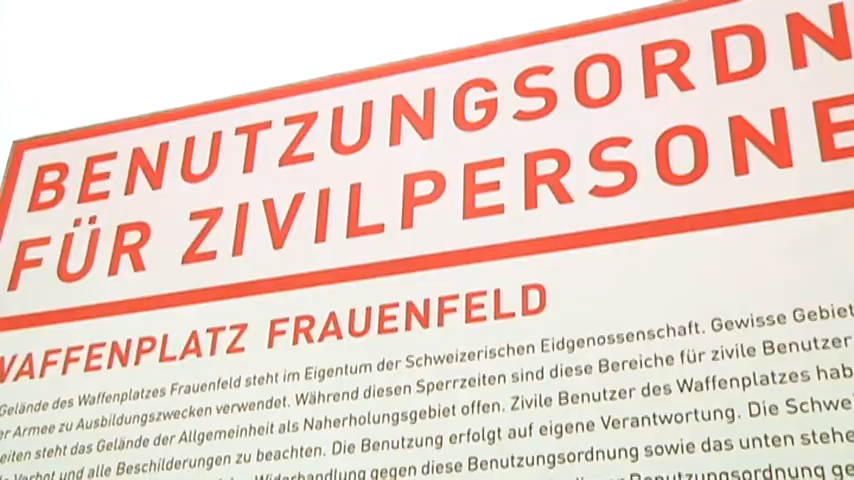 BENUTZUNGSORDN
FÜR ZIVILPERSONE
WAFFENPLATZ FRAUENFELD
Gelände des Waffenplatzes Frauenfeld steht im Eigentum der Schweizerischen Eidgenossenschaft. Gewisse Gebiet
er Armee zu Ausbildungszwecken verwendet. Während diesen Sperrzeiten sind diese Bereiche für zivile Benutzer
eiten steht das Gelände der Allgemeinheit als Naherholungsgebiet offen. Zivile Benutzer des Waffenplatzes hab
Verbot und alle Beschilderungen zu beachten. Die Benutzung erfolgt auf eigene Verantwortung. Die Schwei
Widerhandlung gegen diese Benutzungsordnung sowie das unten stehe
Benutzungsordnung ge